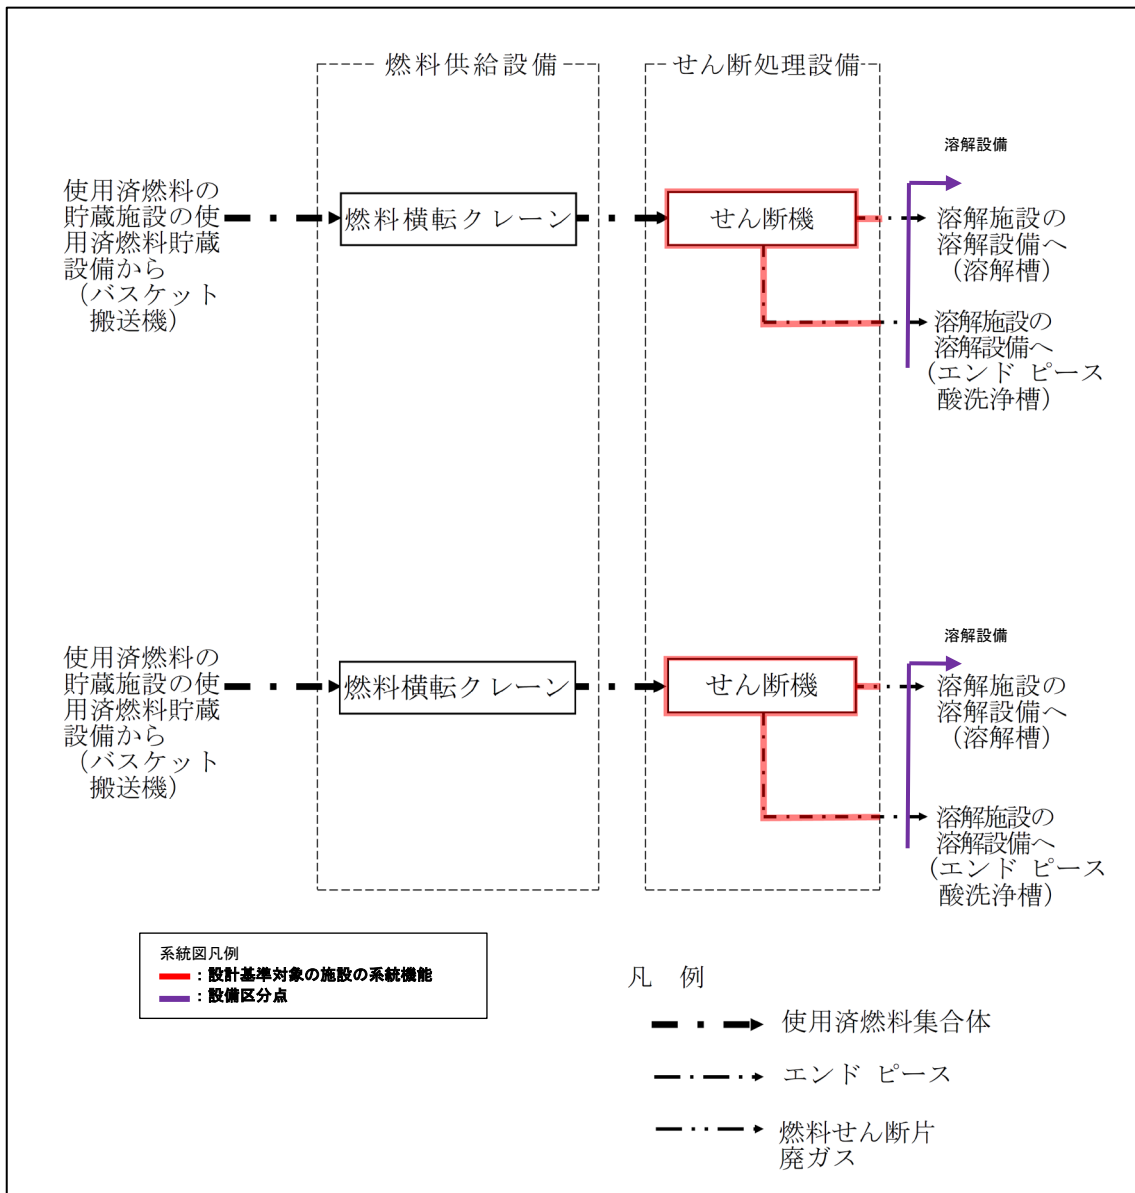 燃料供給設備
せん断処理設備
溶解設備
使用済燃料の
貯蔵施設の使
用済燃料貯蔵
設備から
（バスケット
搬送機）
燃料横転クレーン
せん断機
溶解施設の
溶解設備へ
（溶解槽）
溶解施設の
溶解設備へ
（エンド ピース
酸洗浄槽）
溶解設備
使用済燃料の
貯蔵施設の使
用済燃料貯蔵
設備から
（バスケット
搬送機）
燃料横転クレーン
せん断機
溶解施設の
溶解設備へ
（溶解槽）
溶解施設の
溶解設備へ
（エンド ピース
酸洗浄槽）
系統図凡例
：設計基準対象の施設の系統機能
：設備区分点
凡 例
使用済燃料集合体
エンド ピース
燃料せん断片
廃ガス